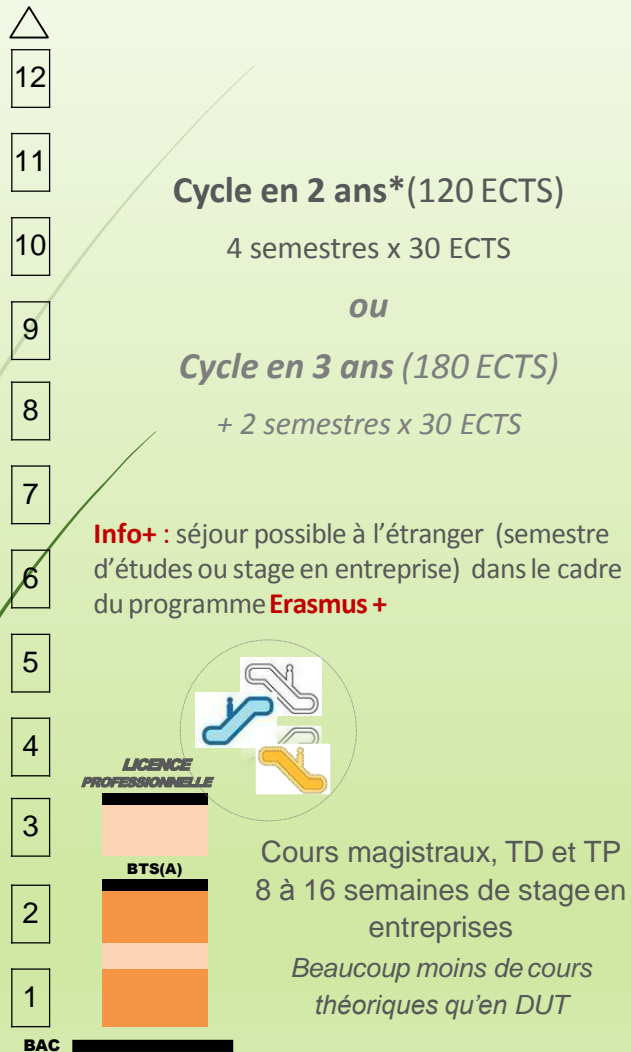 12
11
Cycle en 2 ans*(120 ECTS)
10
4 semestres x 30 ECTS
ou
9
Cycle en 3 ans (180 ECTS)
8
+ 2 semestres x 30 ECTS
7
Info+ : séjour possible à l'étranger (semestre
d'études ou stage en entreprise) dans le cadre
du programme Erasmus +
6
5
4
LICENCE
PROFESSIONNELLE
3
BTS(A)
Cours magistraux, TD et TP
8 à 16 semaines de stage en
entreprises
2
Beaucoup moins de cours
théoriques qu'en DUT
1
BAC